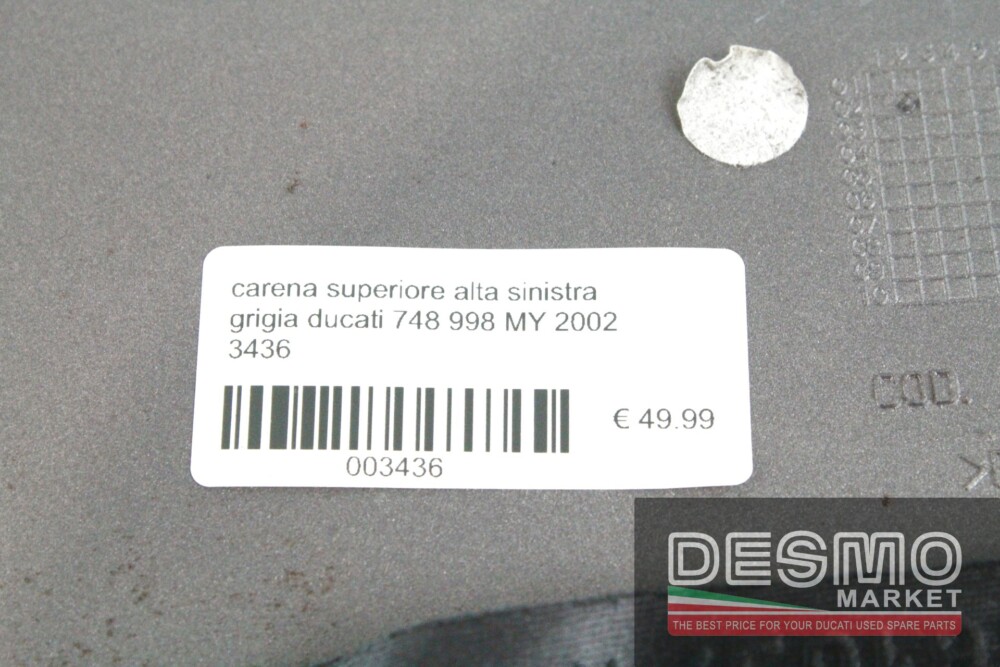 carena superiore alta sinistra
grigia ducati 748 998 MY 2002
3436
€ 49.99
003436
COD.
DESMO
MARKET
THE BEST PRICE FOR YOUR DUCATI USED SPARE PARTS